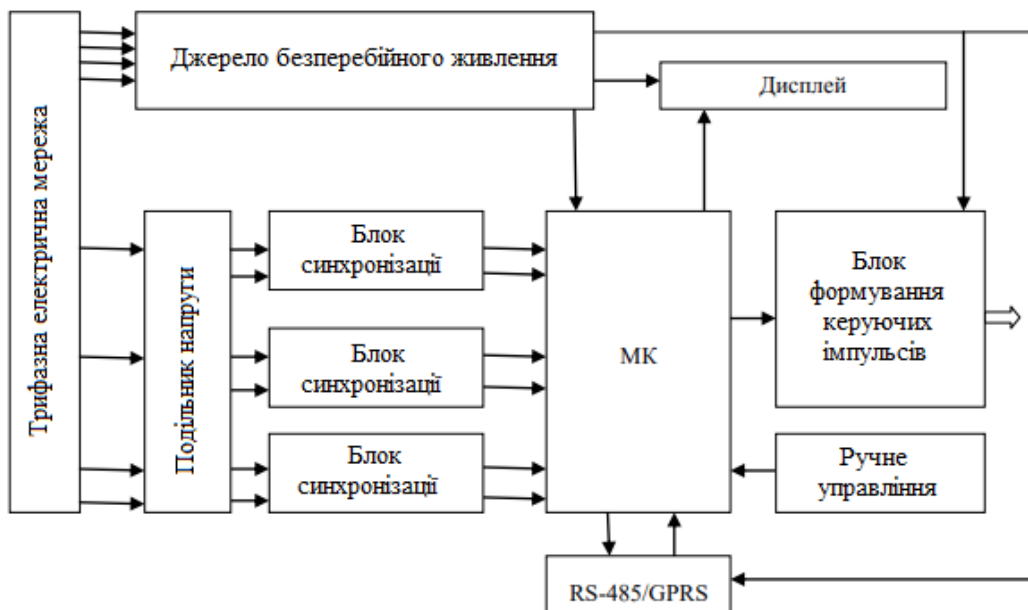 Трифазна електрична мережа
Джерело безперебійного живлення
Дисплей
Подільник напруги
Блок
синхронізації
Блок
синхронізації
Блок
синхронізації
МК
Блок
формування
керуючих
імпульсів
Ручне
управління
RS-485/GPRS